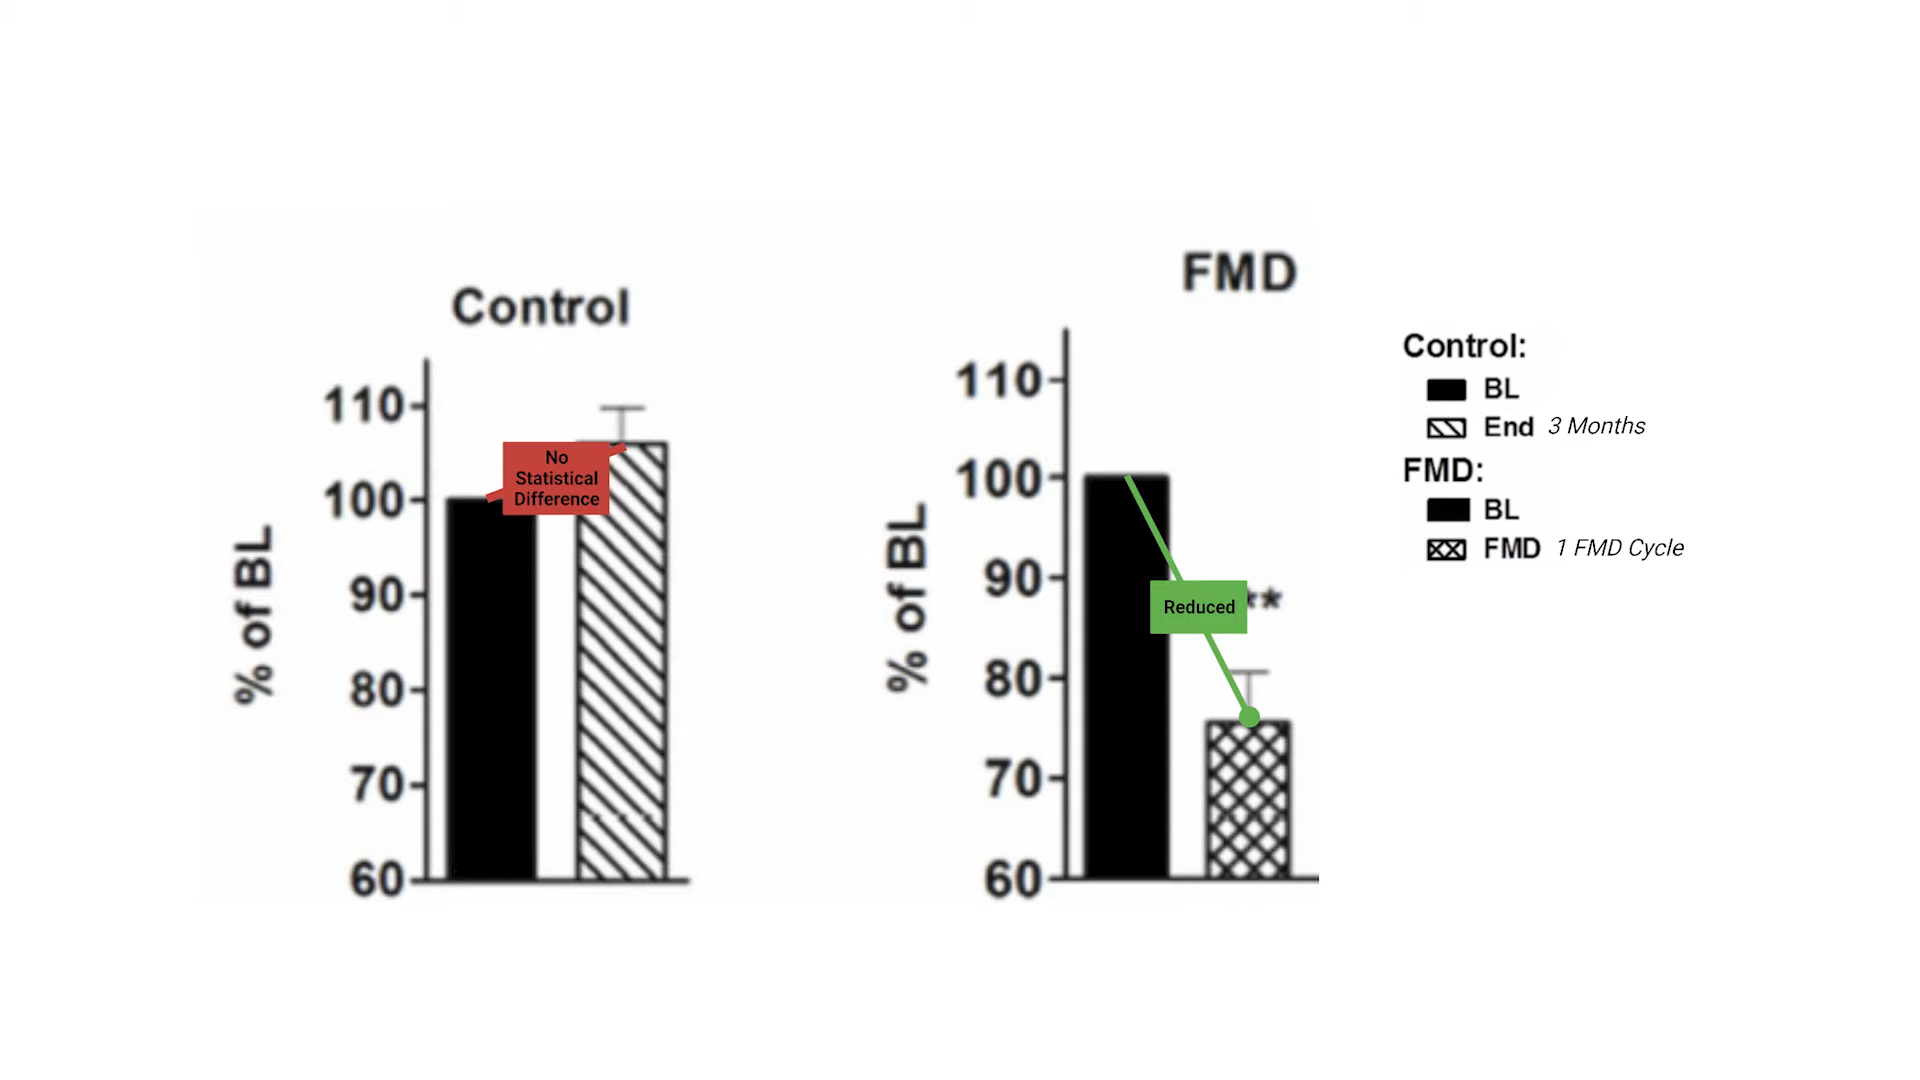 Control
110
100
90
80
70
60
% of BL
No
Statistical
Difference
FMD
110
100
90
80
70
60
% of BL
Reduced
**
Control:
BL
End 3 Months
FMD:
BL
FMD 1 FMD Cycle